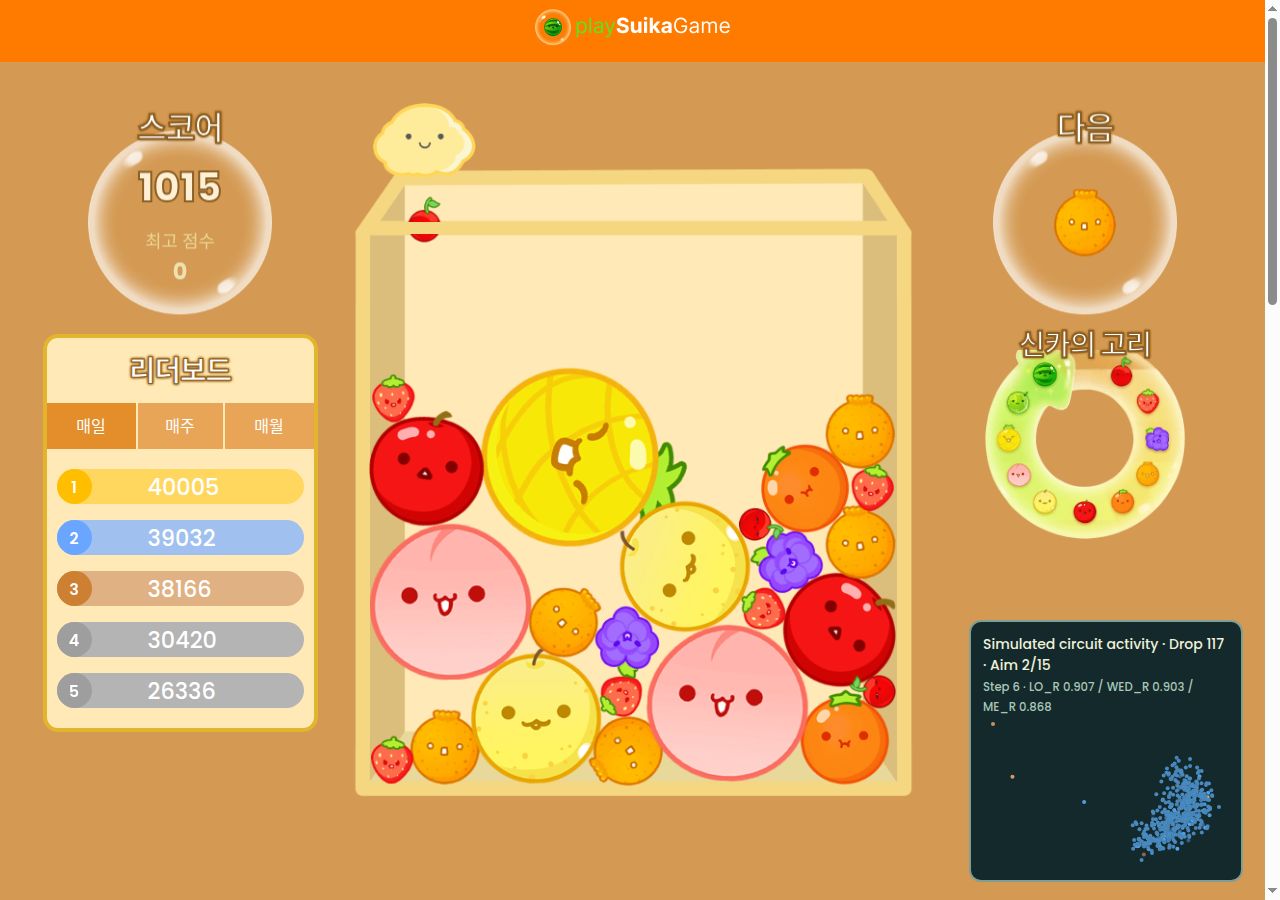 playSuikaGame
스코어
1015
최고 점수
0
리더보드
매일 매주 매월
1 40005
2 39032
3 38166
4 30420
5 26336
다음
신카의 고리
Simulated circuit activity · Drop 117
· Aim 2/15
Step 6 · LO_R 0.907 / WED_R 0.903 /
ME_R 0.868